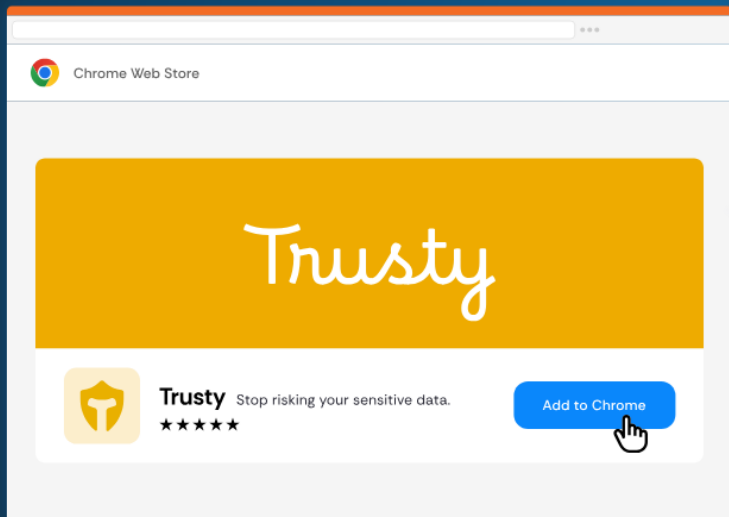 Chrome Web Store
Trusty
Trusty Stop risking your sensitive data.
★★★★★
Add to Chrome